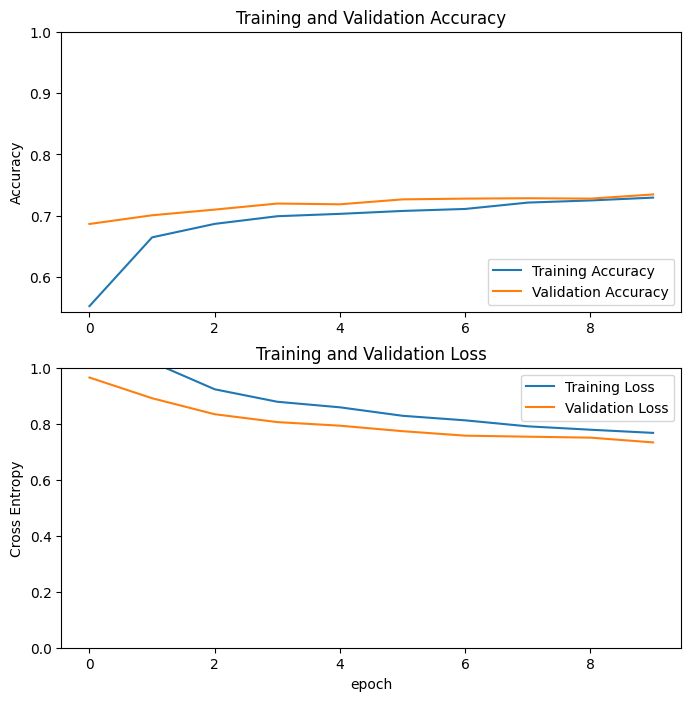 Training and Validation Accuracy
1.0
0.9
0.8
0.7
0.6
Accuracy
Training Accuracy
Validation Accuracy
0 2 4 6 8
Training and Validation Loss
1.0
0.8
0.6
0.4
0.2
0.0
Cross Entropy
Training Loss
Validation Loss
0 2 4 6 8
epoch